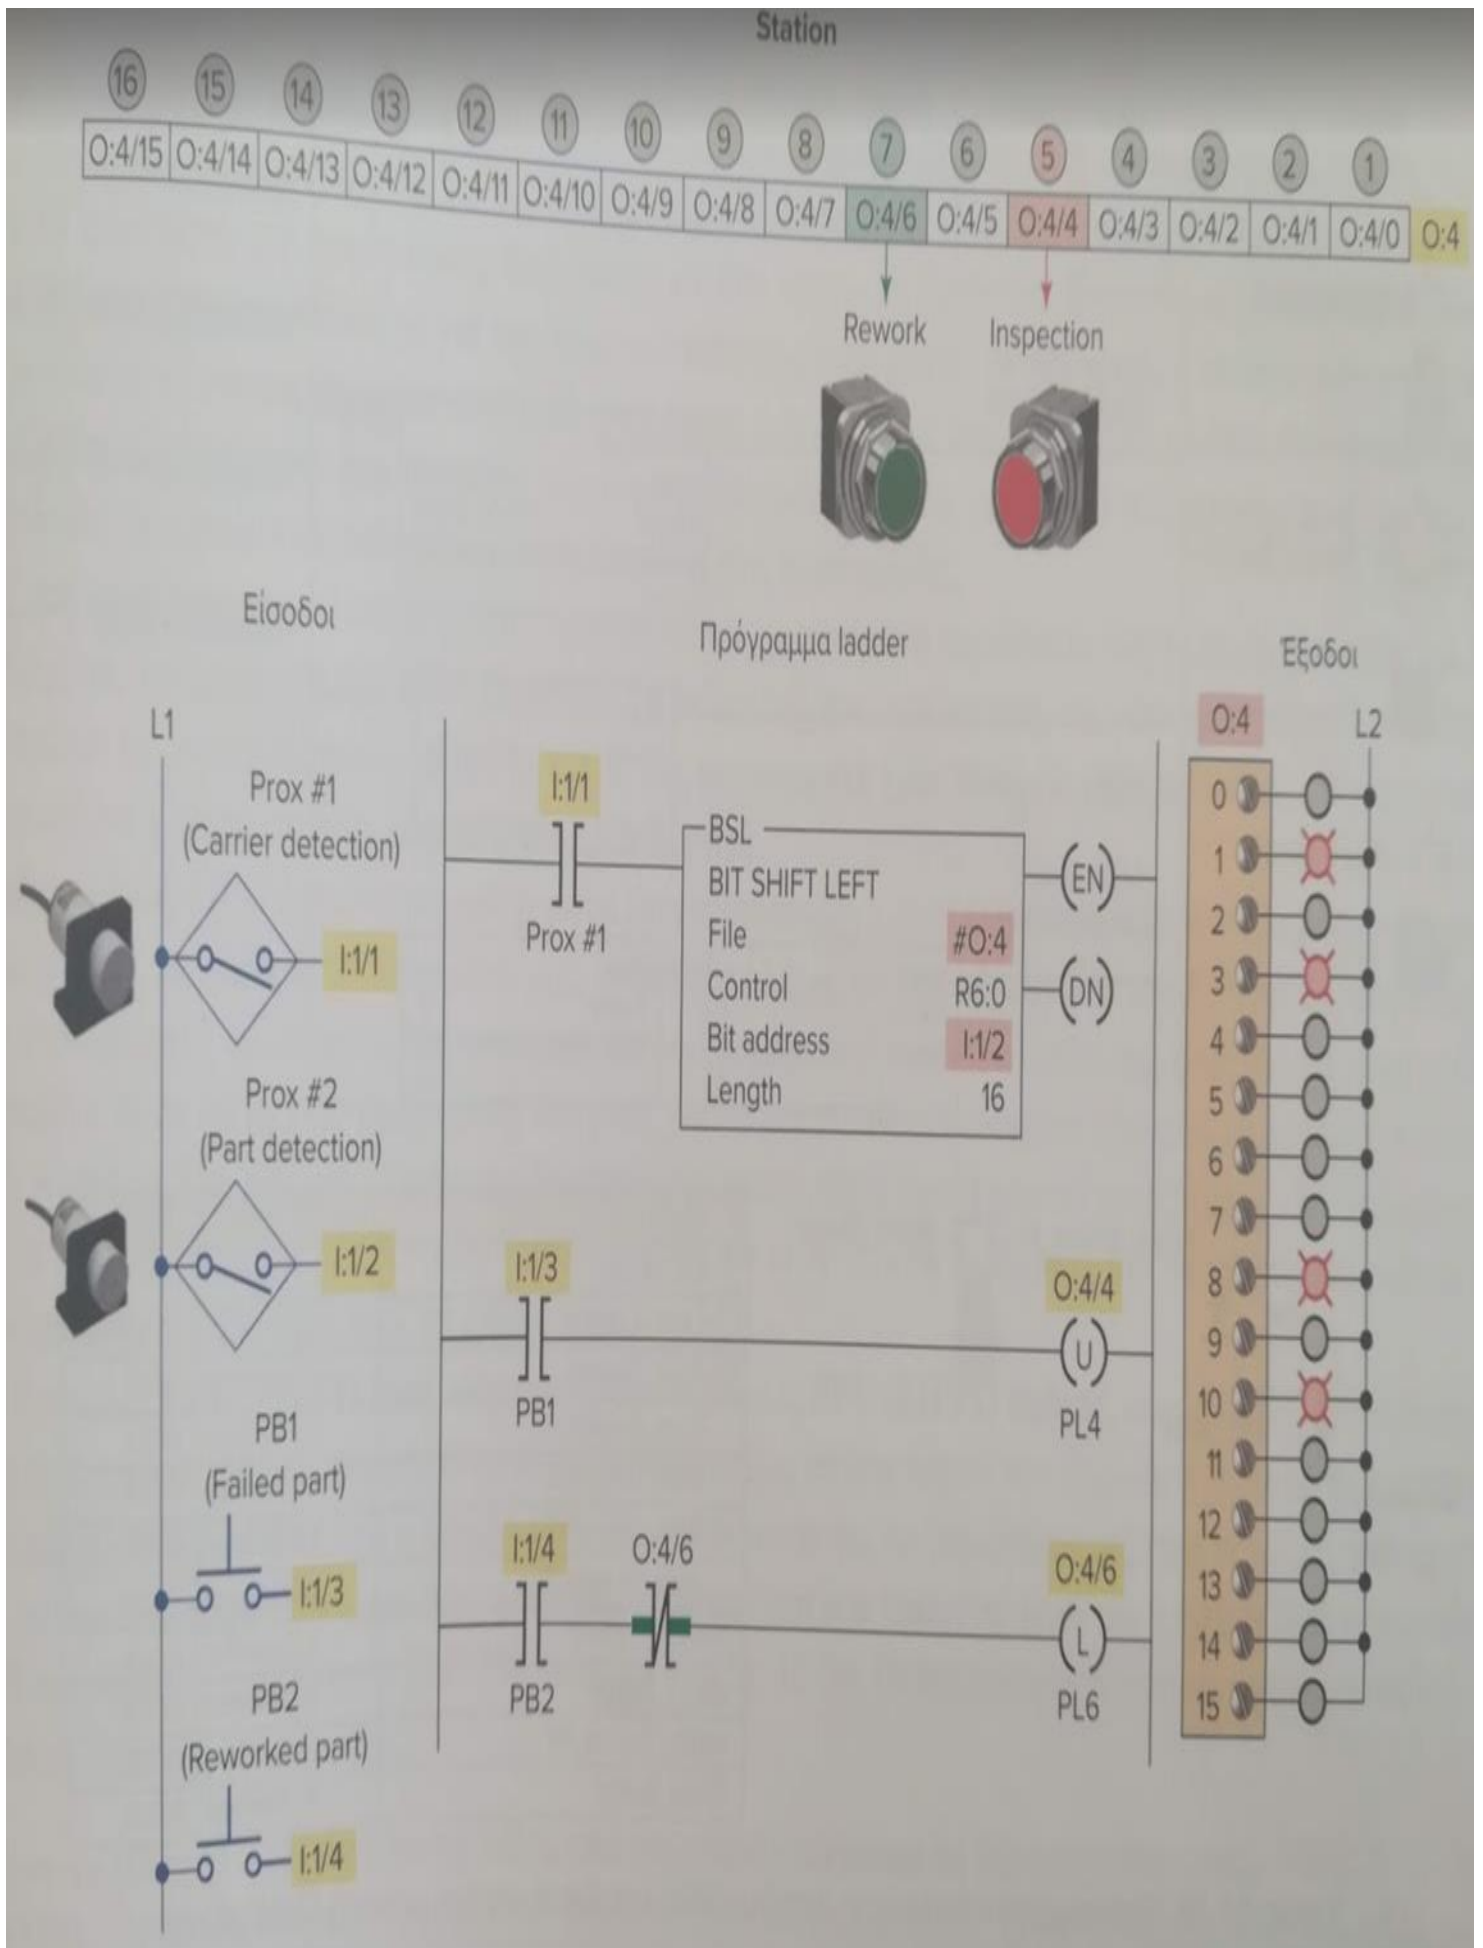 Station
16 15 14 13 12 11 10 9 8 7 6 5 4 3 2 1
O:4/15 O:4/14 O:4/13 O:4/12 O:4/11 O:4/10 O:4/9 O:4/8 O:4/7 O:4/6 O:4/5 O:4/4 O:4/3 O:4/2 O:4/1 O:4/0 O:4
Rework Inspection
Είσοδοι
L1
Prox #1
(Carrier detection)
I:1/1
Prox #2
(Part detection)
I:1/2
PB1
(Failed part)
I:1/3
PB2
(Reworked part)
I:1/4
Πρόγραμμα ladder
I:1/1
Prox #1
BSL
BIT SHIFT LEFT
File #O:4
Control R6:0
Bit address I:1/2
Length 16
EN
DN
I:1/3
PB1
O:4/4
U
PL4
I:1/4
PB2
O:4/6
O:4/6
L
PL6
Έξοδοι
O:4
L2
0
1
2
3
4
5
6
7
8
9
10
11
12
13
14
15